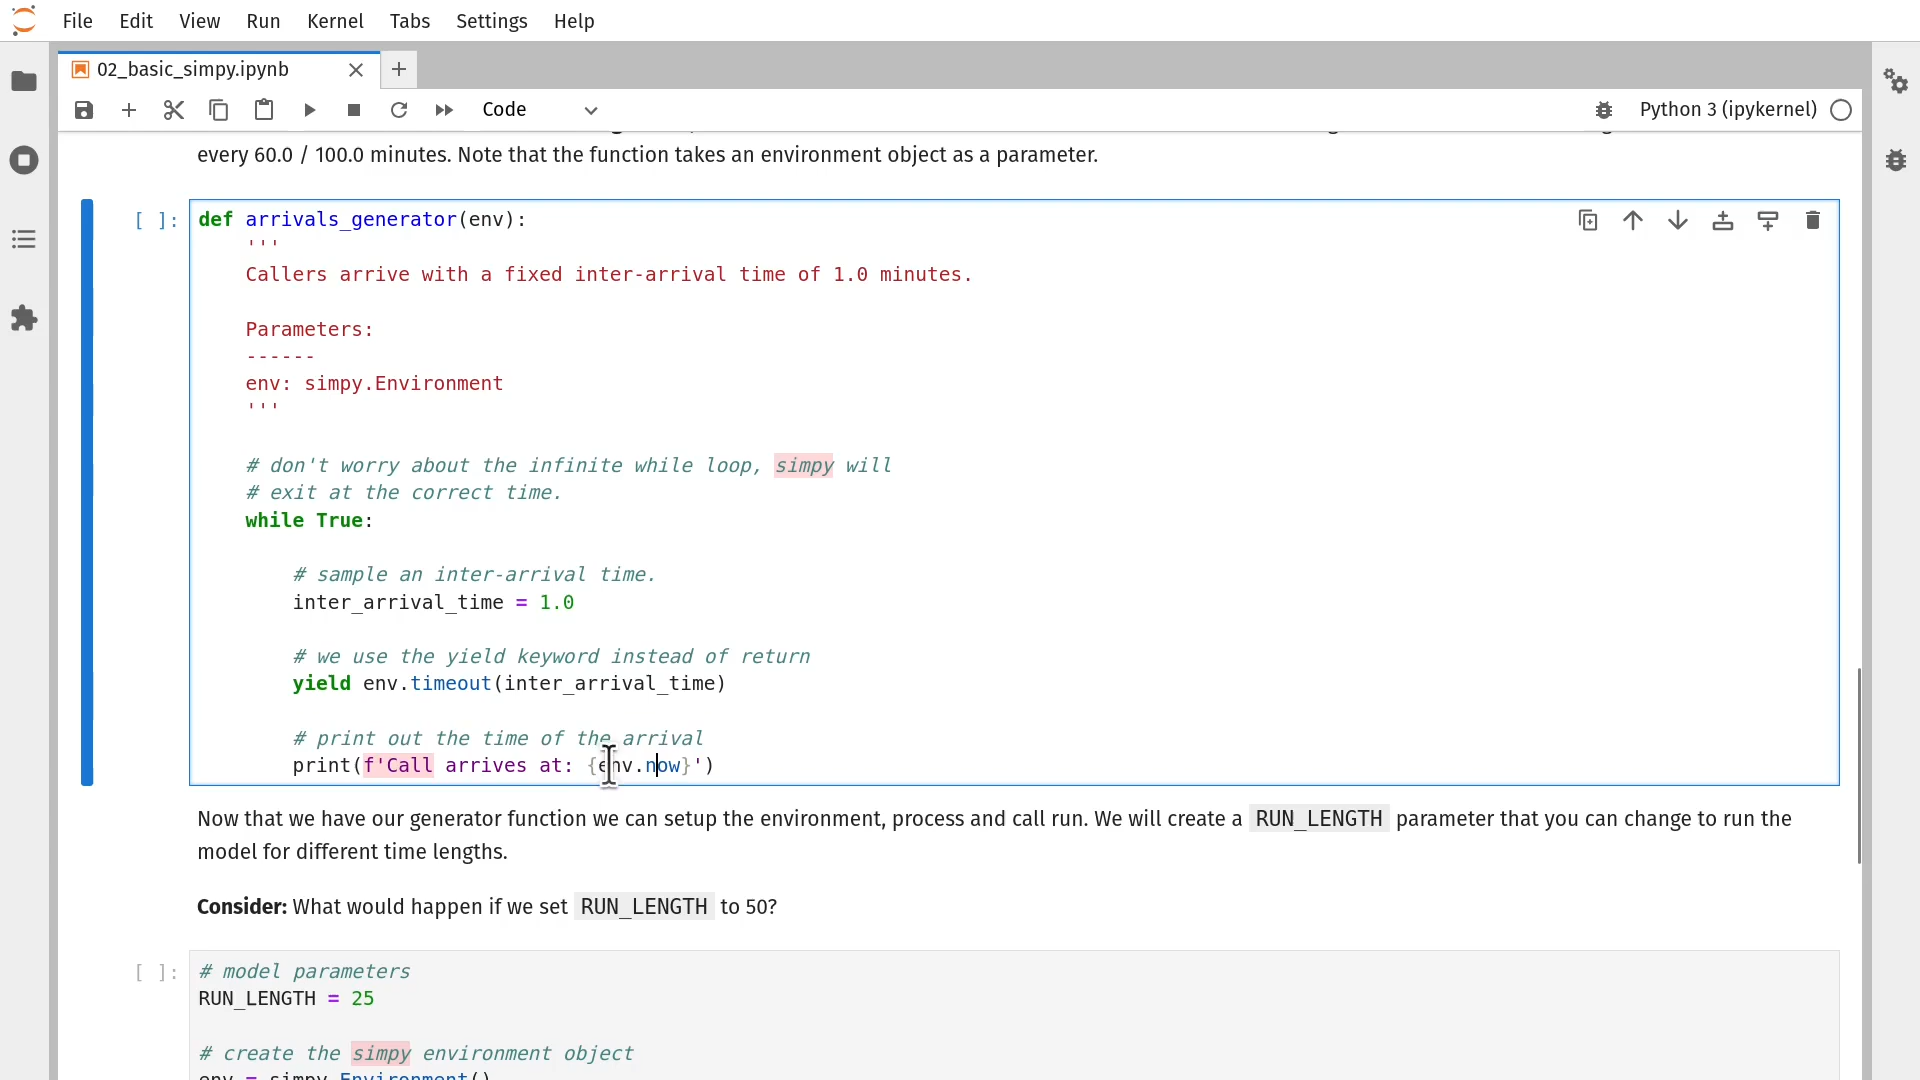 File Edit View Run Kernel Tabs Settings Help
02_basic_simpy.ipynb
Code
Python 3 (ipykernel)
every 60.0 / 100.0 minutes. Note that the function takes an environment object as a parameter.
[ ]: def arrivals_generator(env):
'''
Callers arrive with a fixed inter-arrival time of 1.0 minutes.
Parameters:
------
env: simpy.Environment
'''
# don't worry about the infinite while loop, simpy will
# exit at the correct time.
while True:
# sample an inter-arrival time.
inter_arrival_time = 1.0
# we use the yield keyword instead of return
yield env.timeout(inter_arrival_time)
# print out the time of the arrival
print(f'Call arrives at: {env.now}')
Now that we have our generator function we can setup the environment, process and call run. We will create a RUN_LENGTH parameter that you can change to run the
model for different time lengths.
Consider: What would happen if we set RUN_LENGTH to 50?
[ ]: # model parameters
RUN_LENGTH = 25
# create the simpy environment object
env = simpy.Environment()